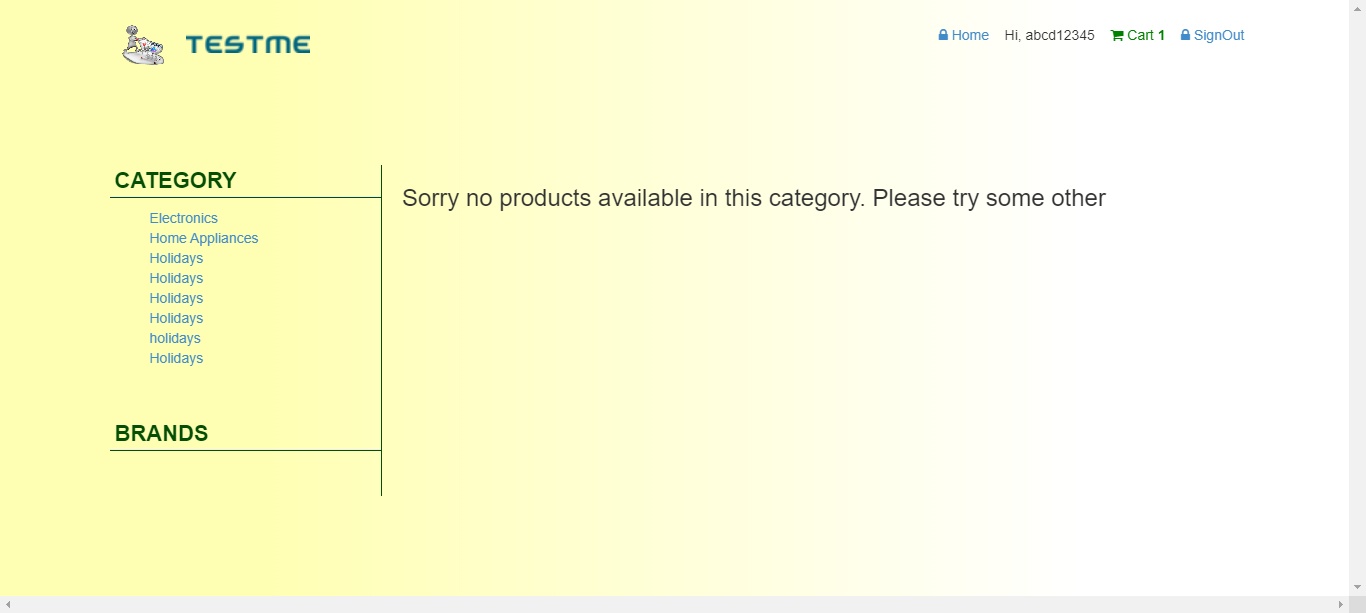 TESTME
Home Hi, abcd12345 Cart 1 SignOut
CATEGORY
Electronics
Home Appliances
Holidays
Holidays
Holidays
Holidays
holidays
Holidays
BRANDS
Sorry no products available in this category. Please try some other